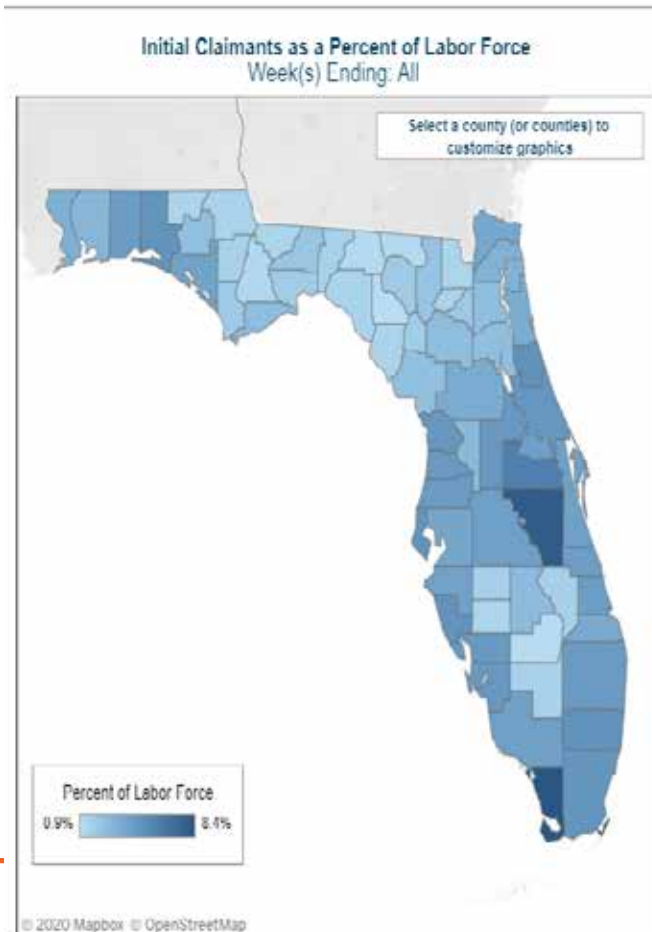 Initial Claimants as a Percent of Labor Force
Week(s) Ending: All
Select a county (or counties) to
customize graphics
Percent of Labor Force
0.9%
8.4%
© 2020 Mapbox © OpenStreetMap